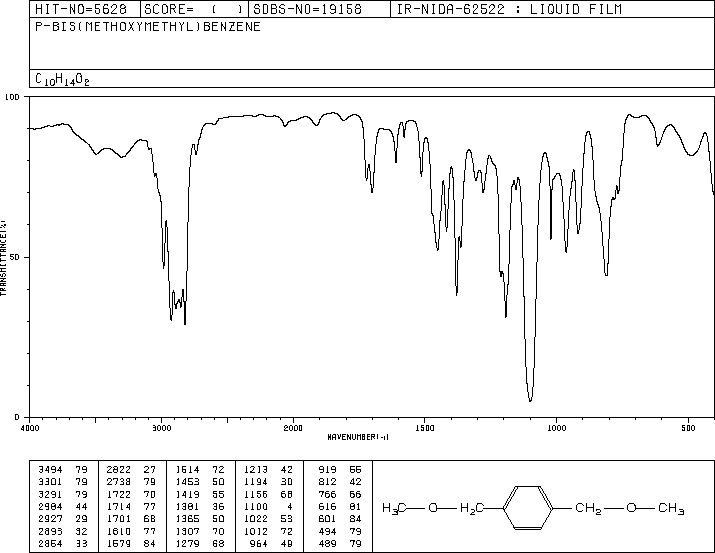 HIT-NO=5628 SCORE= ( ) SDBS-NO=19158 IR-NIDA-62522 : LIQUID FILM
P-BIS(METHOXYMETHYL)BENZENE
C10H14O2
100
50
0
TRANSMITTANCE(%)
4000 3000 2000 1500 1000 500
WAVENUMBER(-1)
3494 79 2822 27 1514 72 1213 42 919 55
3301 79 2738 79 1453 50 1194 30 812 42
3291 79 1722 70 1419 55 1156 68 766 66
2984 44 1714 77 1381 36 1100 4 616 81
2927 29 1701 68 1365 50 1022 53 601 84
2893 32 1610 77 1307 70 1012 72 494 79
2854 33 1579 84 1279 68 964 49 489 79
H3C O H2C CH2 O CH3